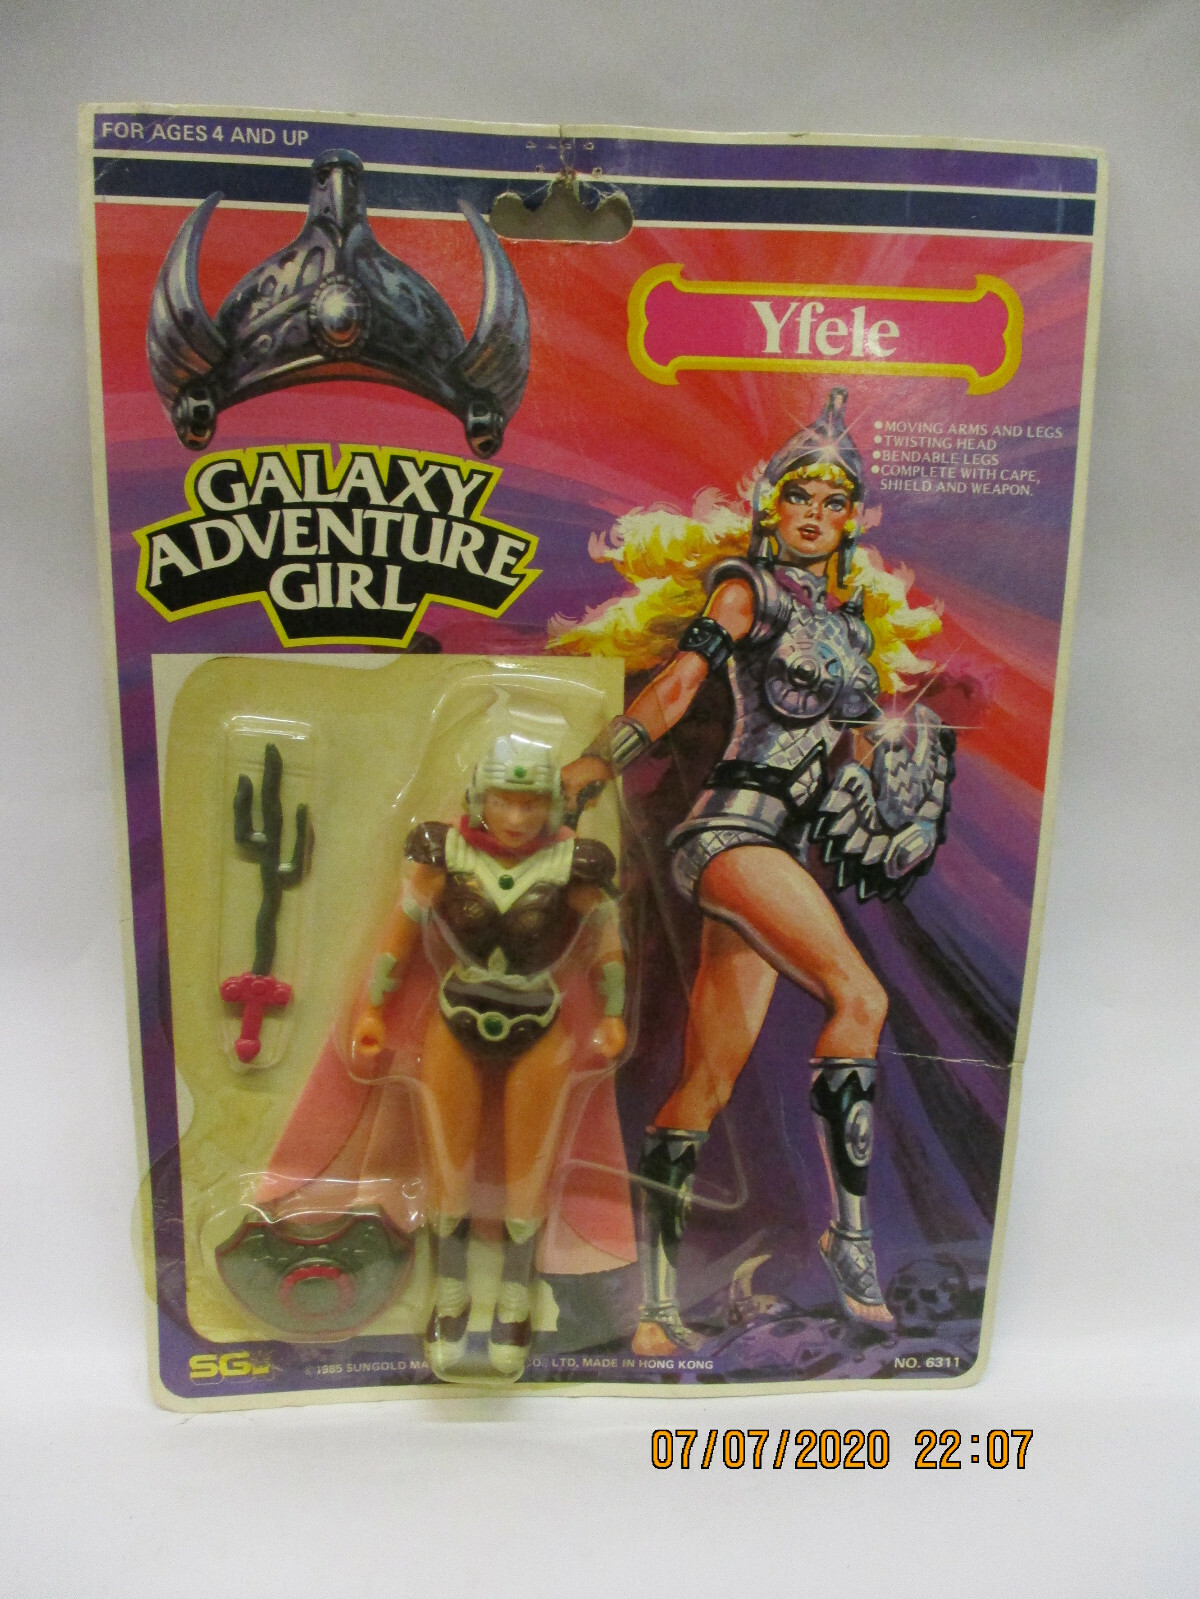 FOR AGES 4 AND UP
Yfele
•MOVING ARMS AND LEGS
•TWISTING HEAD
•BENDABLE LEGS
•COMPLETE WITH CAPE,
SHIELD AND WEAPON.
GALAXY
ADVENTURE
GIRL
SG
1985 SUNGOLD MA CO., LTD. MADE IN HONG KONG
NO. 6311
07/07/2020 22:07